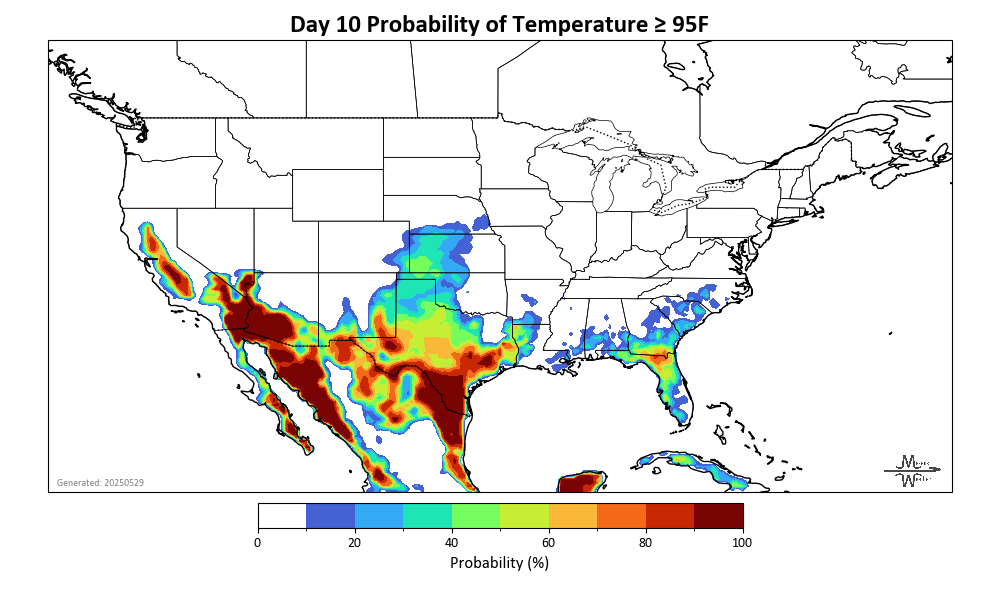 Day 10 Probability of Temperature ≥ 95F
Generated: 20250529
0 20 40 60 80 100
Probability (%)